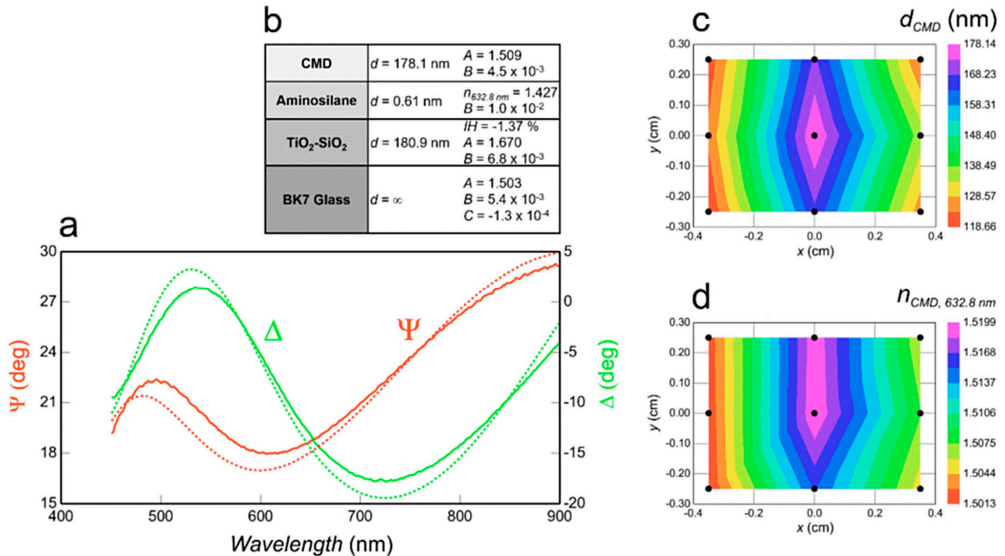 b
CMD d = 178.1 nm A = 1.509
B = 4.5 x 10⁻³
Aminosilane d = 0.61 nm n632.8 nm = 1.427
B = 1.0 x 10⁻²
TiO₂-SiO₂ d = 180.9 nm IH = -1.37 %
A = 1.670
B = 6.8 x 10⁻³
BK7 Glass d = ∞ A = 1.503
B = 5.4 x 10⁻³
C = -1.3 x 10⁻⁴
a
30
27
24
21
18
15
Ψ (deg)
5
0
-5
-10
-15
-20
Δ (deg)
Δ
Ψ
400 500 600 700 800 900
Wavelength (nm)
c
dCMD (nm)
0.30
0.20
0.10
0.00
-0.10
-0.20
-0.30
y (cm)
-0.4 -0.2 0.0 0.2 0.4
x (cm)
178.14
168.23
158.31
148.40
138.49
128.57
118.66
d
nCMD, 632.8 nm
0.30
0.20
0.10
0.00
-0.10
-0.20
-0.30
y (cm)
-0.4 -0.2 0.0 0.2 0.4
x (cm)
1.5199
1.5168
1.5137
1.5106
1.5075
1.5044
1.5013